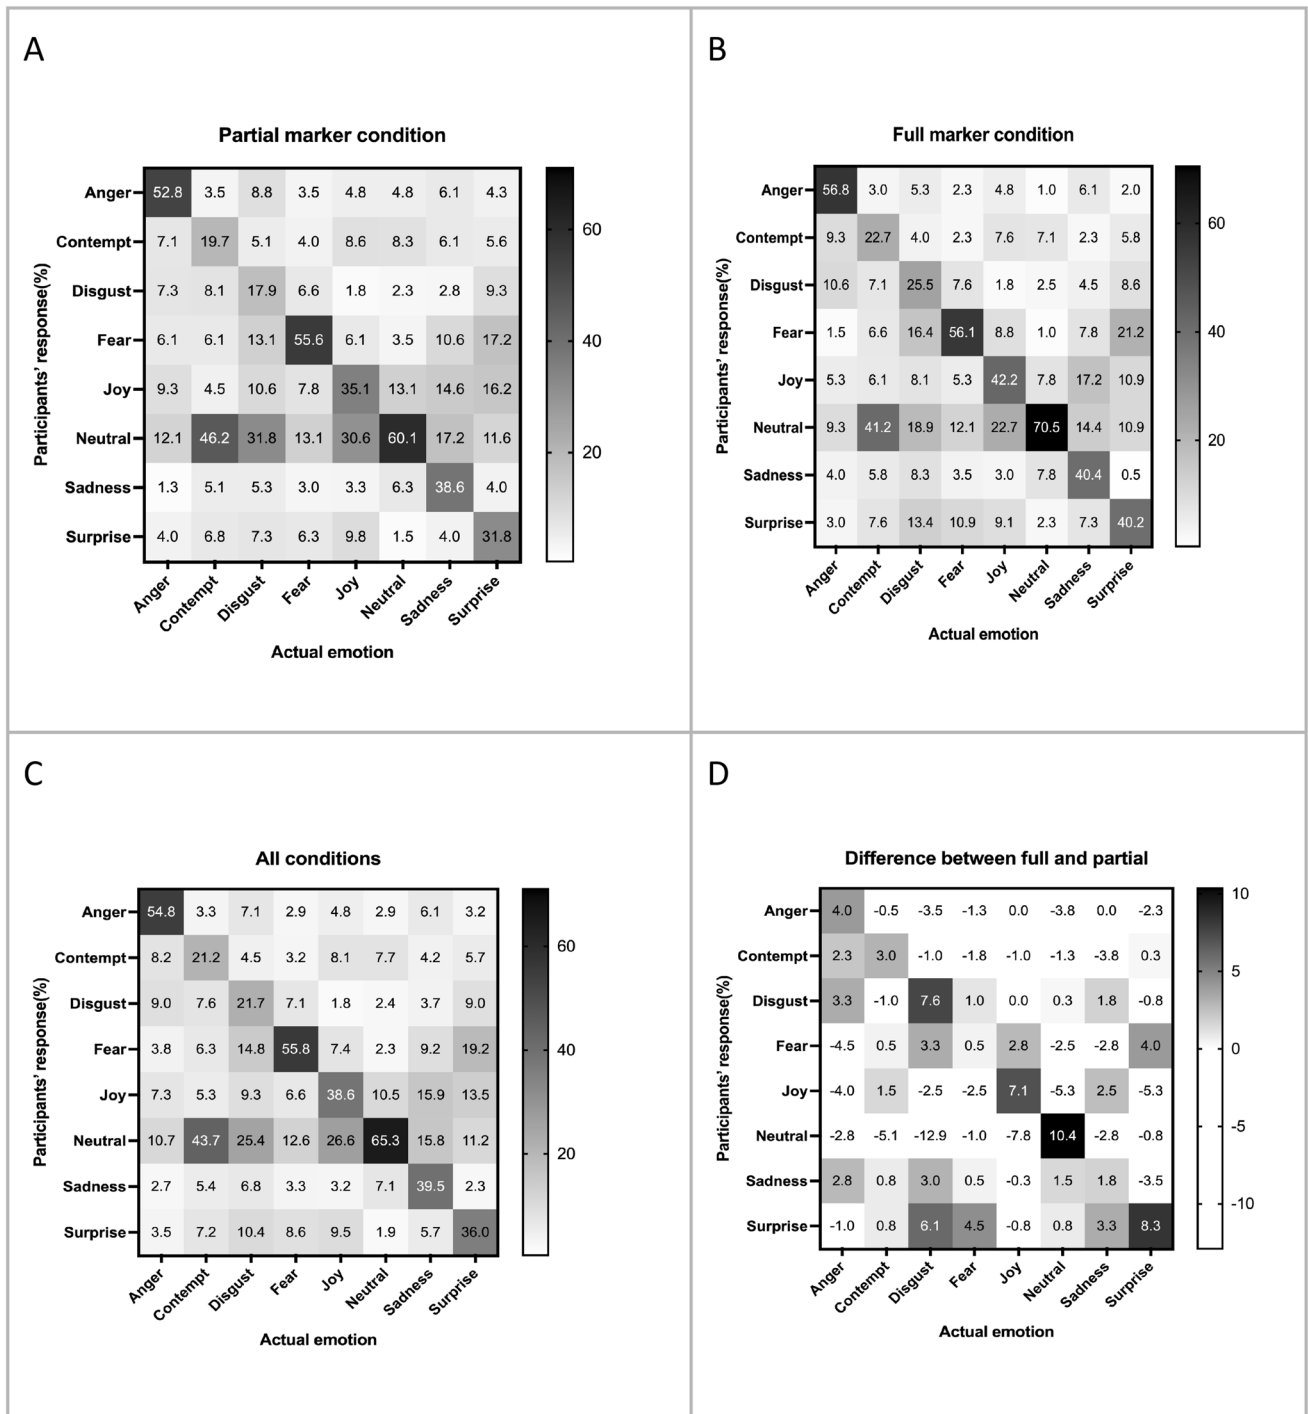 A
Partial marker condition
Participants' response(%)
Anger 52.8 3.5 8.8 3.5 4.8 4.8 6.1 4.3
Contempt 7.1 19.7 5.1 4.0 8.6 8.3 6.1 5.6
Disgust 7.3 8.1 17.9 6.6 1.8 2.3 2.8 9.3
Fear 6.1 6.1 13.1 55.6 6.1 3.5 10.6 17.2
Joy 9.3 4.5 10.6 7.8 35.1 13.1 14.6 16.2
Neutral 12.1 46.2 31.8 13.1 30.6 60.1 17.2 11.6
Sadness 1.3 5.1 5.3 3.0 3.3 6.3 38.6 4.0
Surprise 4.0 6.8 7.3 6.3 9.8 1.5 4.0 31.8
Anger Contempt Disgust Fear Joy Neutral Sadness Surprise
Actual emotion
60
40
20
B
Full marker condition
Participants' response(%)
Anger 56.8 3.0 5.3 2.3 4.8 1.0 6.1 2.0
Contempt 9.3 22.7 4.0 2.3 7.6 7.1 2.3 5.8
Disgust 10.6 7.1 25.5 7.6 1.8 2.5 4.5 8.6
Fear 1.5 6.6 16.4 56.1 8.8 1.0 7.8 21.2
Joy 5.3 6.1 8.1 5.3 42.2 7.8 17.2 10.9
Neutral 9.3 41.2 18.9 12.1 22.7 70.5 14.4 10.9
Sadness 4.0 5.8 8.3 3.5 3.0 7.8 40.4 0.5
Surprise 3.0 7.6 13.4 10.9 9.1 2.3 7.3 40.2
Anger Contempt Disgust Fear Joy Neutral Sadness Surprise
Actual emotion
60
40
20
C
All conditions
Participants' response(%)
Anger 54.8 3.3 7.1 2.9 4.8 2.9 6.1 3.2
Contempt 8.2 21.2 4.5 3.2 8.1 7.7 4.2 5.7
Disgust 9.0 7.6 21.7 7.1 1.8 2.4 3.7 9.0
Fear 3.8 6.3 14.8 55.8 7.4 2.3 9.2 19.2
Joy 7.3 5.3 9.3 6.6 38.6 10.5 15.9 13.5
Neutral 10.7 43.7 25.4 12.6 26.6 65.3 15.8 11.2
Sadness 2.7 5.4 6.8 3.3 3.2 7.1 39.5 2.3
Surprise 3.5 7.2 10.4 8.6 9.5 1.9 5.7 36.0
Anger Contempt Disgust Fear Joy Neutral Sadness Surprise
Actual emotion
60
40
20
D
Difference between full and partial
Participants' response(%)
Anger 4.0 -0.5 -3.5 -1.3 0.0 -3.8 0.0 -2.3
Contempt 2.3 3.0 -1.0 -1.8 -1.0 -1.3 -3.8 0.3
Disgust 3.3 -1.0 7.6 1.0 0.0 0.3 1.8 -0.8
Fear -4.5 0.5 3.3 0.5 2.8 -2.5 -2.8 4.0
Joy -4.0 1.5 -2.5 -2.5 7.1 -5.3 2.5 -5.3
Neutral -2.8 -5.1 -12.9 -1.0 -7.8 10.4 -2.8 -0.8
Sadness 2.8 0.8 3.0 0.5 -0.3 1.5 1.8 -3.5
Surprise -1.0 0.8 6.1 4.5 -0.8 0.8 3.3 8.3
Anger Contempt Disgust Fear Joy Neutral Sadness Surprise
Actual emotion
10
5
0
-5
-10